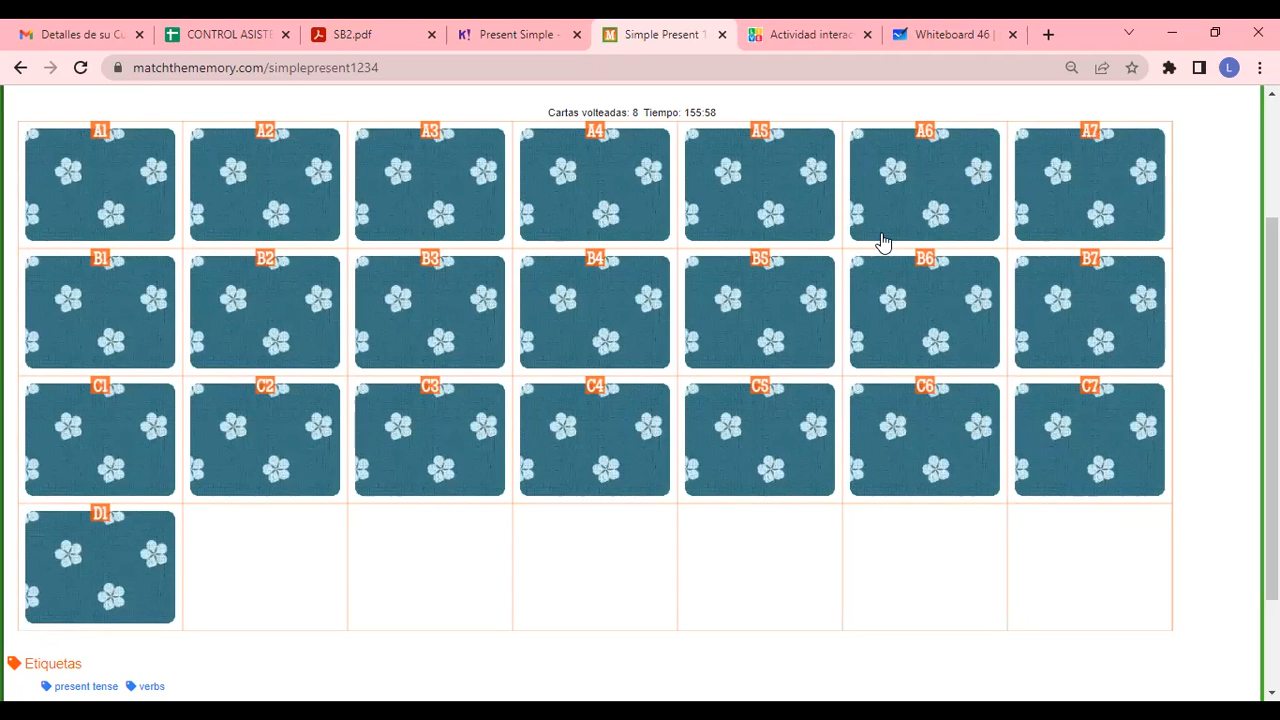 Detalles de su Cu
CONTROL ASISTE
SB2.pdf
Present Simple -
Simple Present 1
Actividad interac
Whiteboard 46 |
matchthememory.com/simplepresent1234
L
Cartas volteadas: 8 Tiempo: 155:58
A1 A2 A3 A4 A5 A6 A7
B1 B2 B3 B4 B5 B6 B7
C1 C2 C3 C4 C5 C6 C7
D1
Etiquetas
present tense verbs